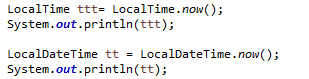 LocalTime ttt= LocalTime.now();
System.out.println(ttt);
LocalDateTime tt = LocalDateTime.now();
System.out.println(tt);